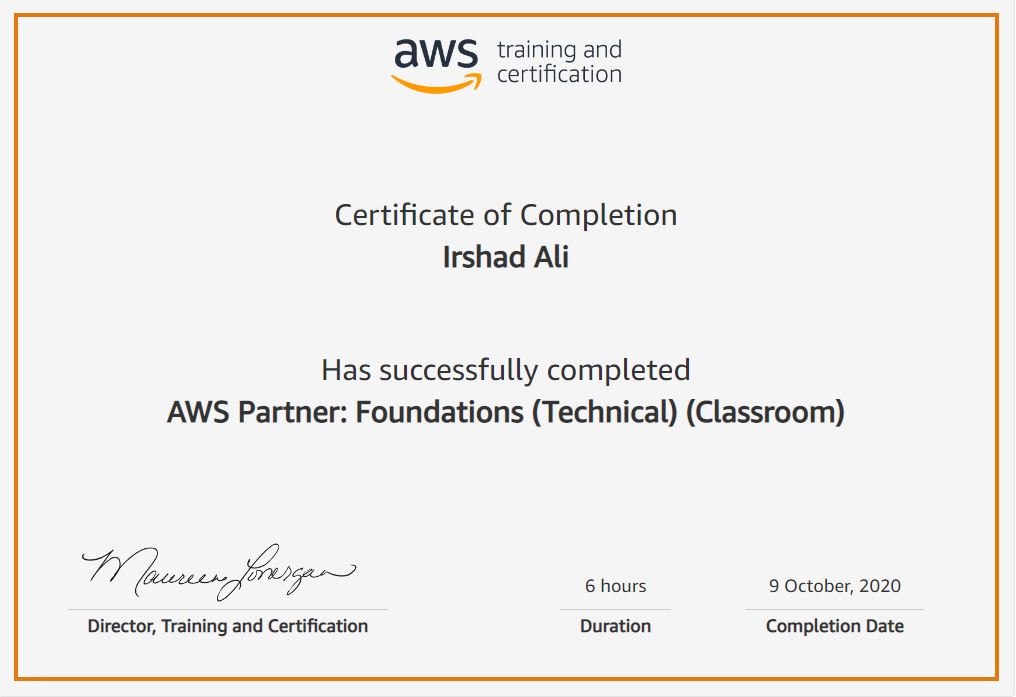 aws training and
certification
Certificate of Completion
Irshad Ali
Has successfully completed
AWS Partner: Foundations (Technical) (Classroom)
Maureen Lonergan
6 hours
9 October, 2020
Director, Training and Certification
Duration
Completion Date